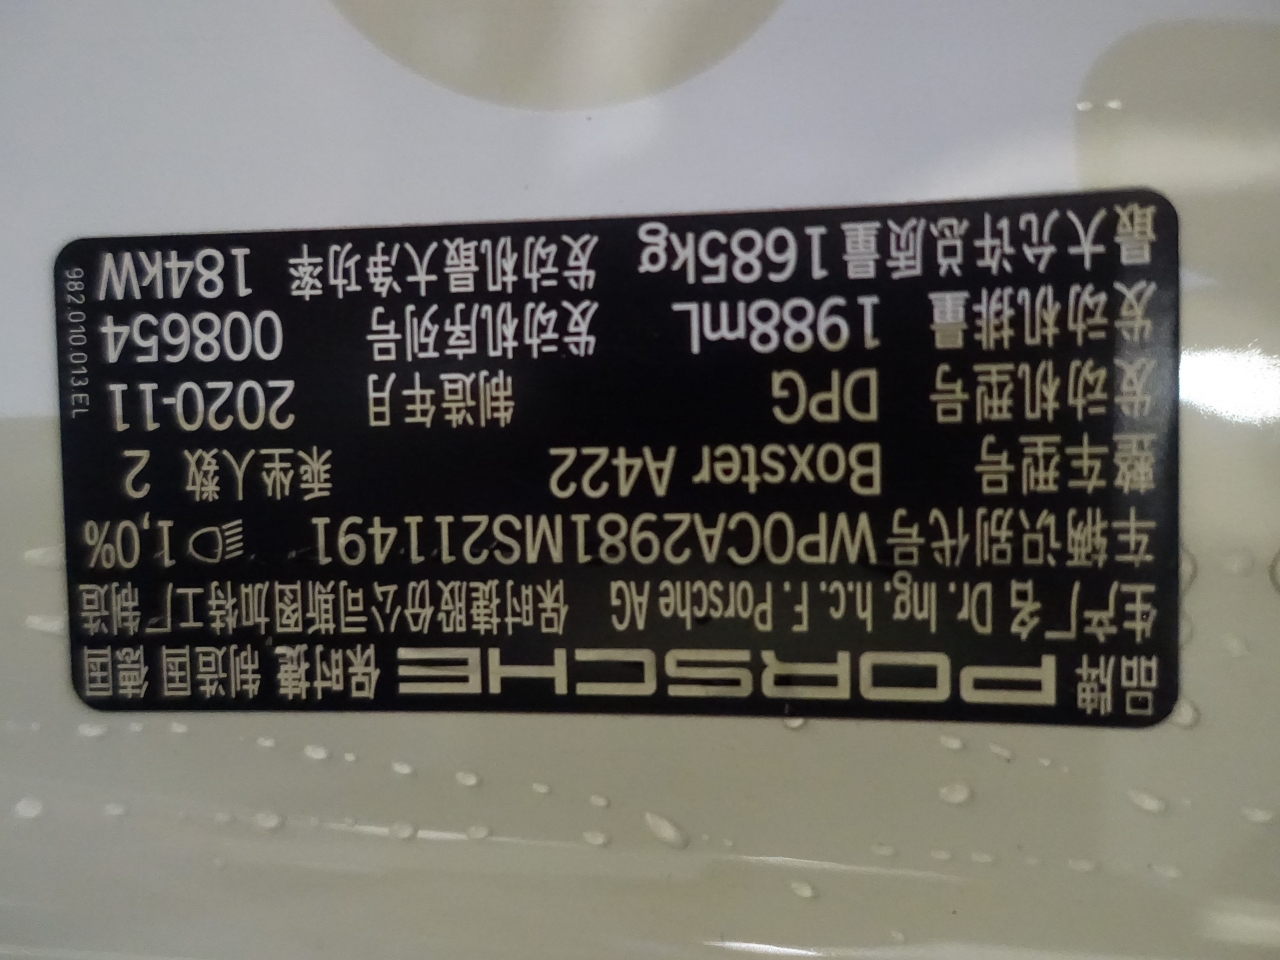 品牌 PORSCHE 保时捷 制造国 德国
生产厂名 Dr. Ing. h.c. F. Porsche AG 保时捷股份公司斯图加特工厂制造
车辆识别代号 WP0CA2981MS211491 1,0%
整车型号 Boxster A422 乘坐人数 2
发动机型号 DPG 制造年月 2020-11
发动机排量 1988mL 发动机序列号 008654
最大允许总质量 1685kg 发动机最大净功率 184kW
982.010.013.EL